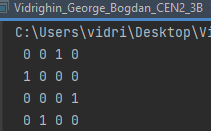 Vidrighin_George_Bogdan_CEN2_3B
C:\Users\vidri\Desktop\Vi
0 0 1 0
1 0 0 0
0 0 0 1
0 1 0 0